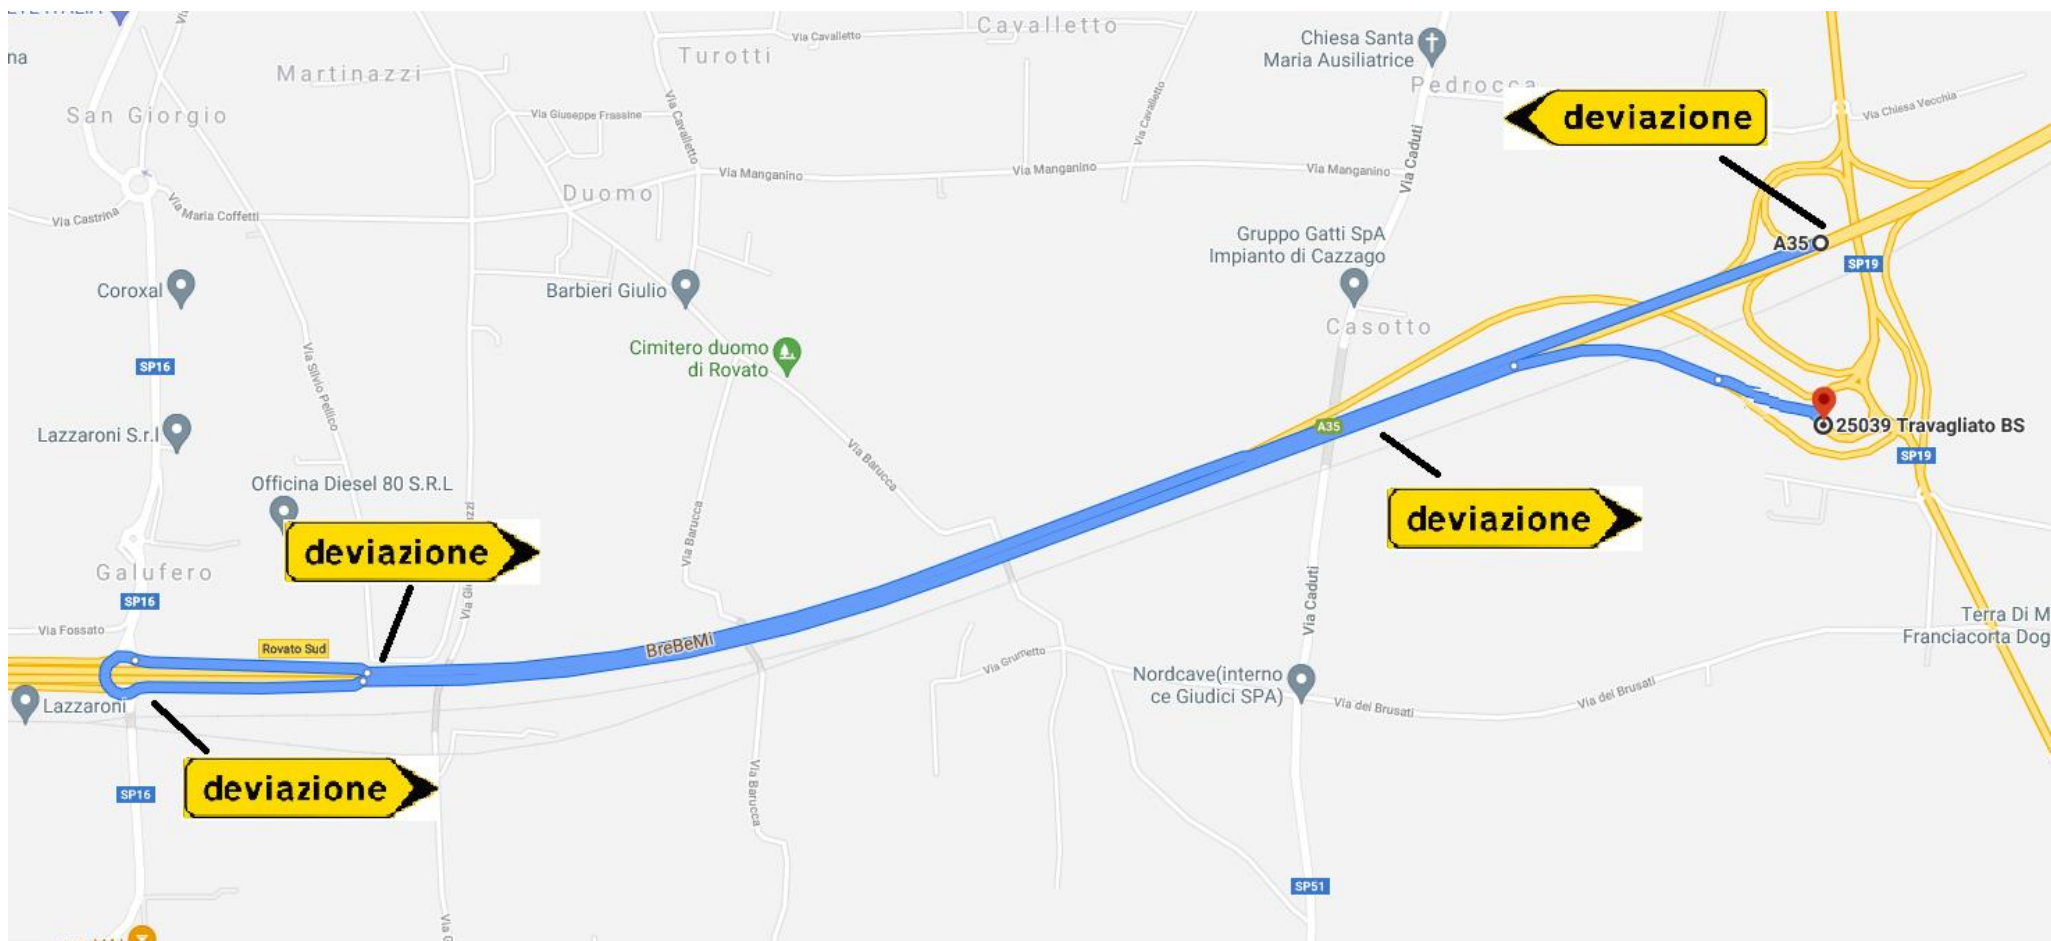 na
San Giorgio
Martinazzi
Turotti
Via Cavalletto
Cavalletto
Chiesa Santa
Maria Ausiliatrice
Pedrocca
deviazione
Via Chiesa Vecchia
Via Giuseppe Frassine
Via Cavalletto
Via Cavalletto
Via Caduti
Via Manganino
Via Manganino
Via Manganino
Duomo
Via Castrina
Via Maria Coffetti
Gruppo Gatti SpA
Impianto di Cazzago
A35
SP19
Coroxal
Barbieri Giulio
Casotto
Cimitero duomo
di Rovato
SP16
Via Silvio Pellico
Lazzaroni S.r.l
A35
25039 Travagliato BS
SP19
Via Barucca
Officina Diesel 80 S.R.L
deviazione
deviazione
Via Barucca
Galufero
SP16
Via Caduti
Via Fossato
Rovato Sud
BreBeMi
Terra Di M
Franciacorta Dog
Via Grumetto
Nordcave(interno
ce Giudici SPA)
Via dei Brusati
Via dei Brusati
Lazzaroni
deviazione
SP16
Via Barucca
SP51